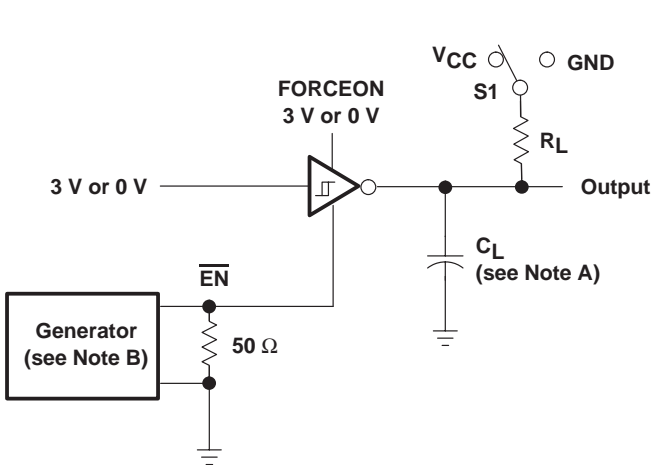 VCC
GND
S1
FORCEON
3 V or 0 V
RL
3 V or 0 V
Output
CL
(see Note A)
EN
Generator
(see Note B)
50 Ω